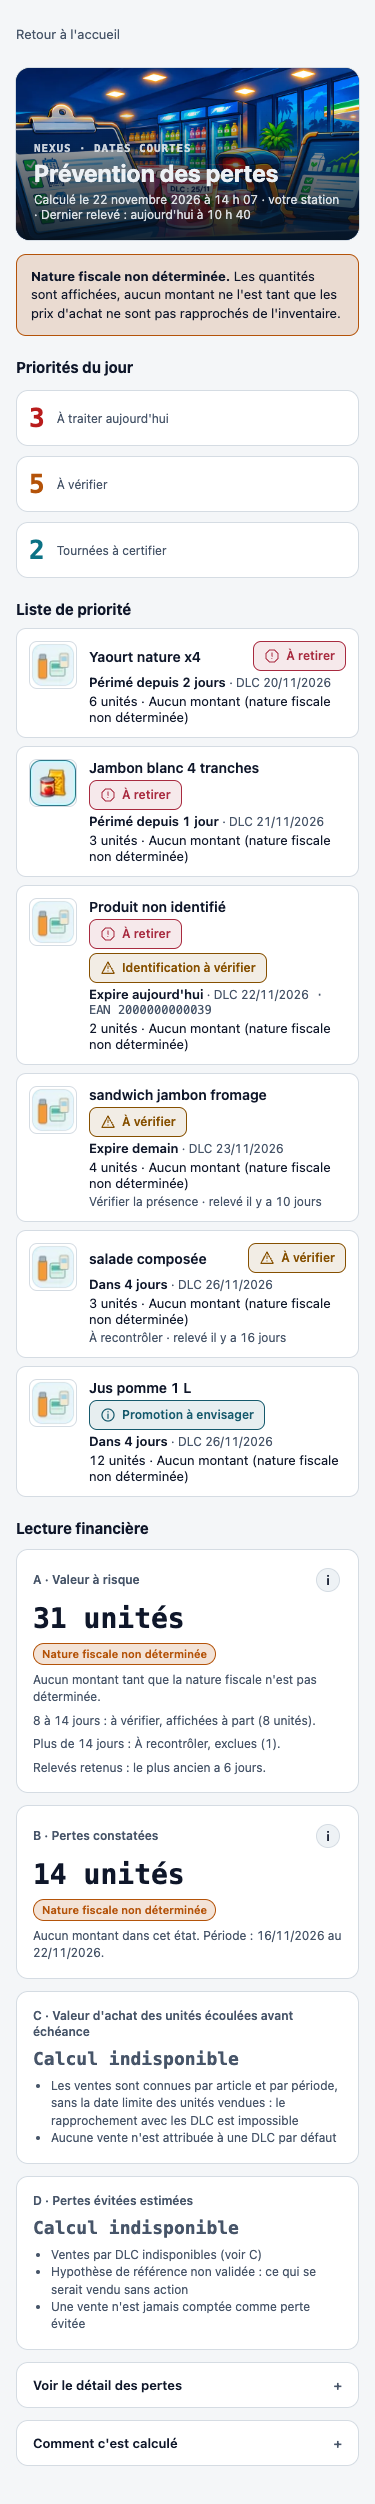 Retour à l'accueil
NEXUS · DATES COURTES
Prévention des pertes
Calculé le 22 novembre 2026 à 14 h 07 · votre station
· Dernier relevé : aujourd'hui à 10 h 40
DLC : 25/11
Nature fiscale non déterminée. Les quantités
sont affichées, aucun montant ne l'est tant que les
prix d'achat ne sont pas rapprochés de l'inventaire.
Priorités du jour
3 À traiter aujourd'hui
5 À vérifier
2 Tournées à certifier
Liste de priorité
Yaourt nature x4
À retirer
Périmé depuis 2 jours · DLC 20/11/2026
6 unités · Aucun montant (nature fiscale
non déterminée)
Jambon blanc 4 tranches
À retirer
Périmé depuis 1 jour · DLC 21/11/2026
3 unités · Aucun montant (nature fiscale
non déterminée)
Produit non identifié
À retirer
Identification à vérifier
Expire aujourd'hui · DLC 22/11/2026 ·
EAN 2000000000039
2 unités · Aucun montant (nature fiscale
non déterminée)
sandwich jambon fromage
À vérifier
Expire demain · DLC 23/11/2026
4 unités · Aucun montant (nature fiscale
non déterminée)
Vérifier la présence · relevé il y a 10 jours
salade composée
À vérifier
Dans 4 jours · DLC 26/11/2026
3 unités · Aucun montant (nature fiscale
non déterminée)
À recontrôler · relevé il y a 16 jours
Jus pomme 1 L
Promotion à envisager
Dans 4 jours · DLC 26/11/2026
12 unités · Aucun montant (nature fiscale
non déterminée)
Lecture financière
A · Valeur à risque
i
31 unités
Nature fiscale non déterminée
Aucun montant tant que la nature fiscale n'est pas
déterminée.
8 à 14 jours : à vérifier, affichées à part (8 unités).
Plus de 14 jours : À recontrôler, exclues (1).
Relevés retenus : le plus ancien a 6 jours.
B · Pertes constatées
i
14 unités
Nature fiscale non déterminée
Aucun montant dans cet état. Période : 16/11/2026 au
22/11/2026.
C · Valeur d'achat des unités écoulées avant
échéance
Calcul indisponible
• Les ventes sont connues par article et par période,
sans la date limite des unités vendues : le
rapprochement avec les DLC est impossible
• Aucune vente n'est attribuée à une DLC par défaut
D · Pertes évitées estimées
Calcul indisponible
• Ventes par DLC indisponibles (voir C)
• Hypothèse de référence non validée : ce qui se
serait vendu sans action
• Une vente n'est jamais comptée comme perte
évitée
Voir le détail des pertes +
Comment c'est calculé +